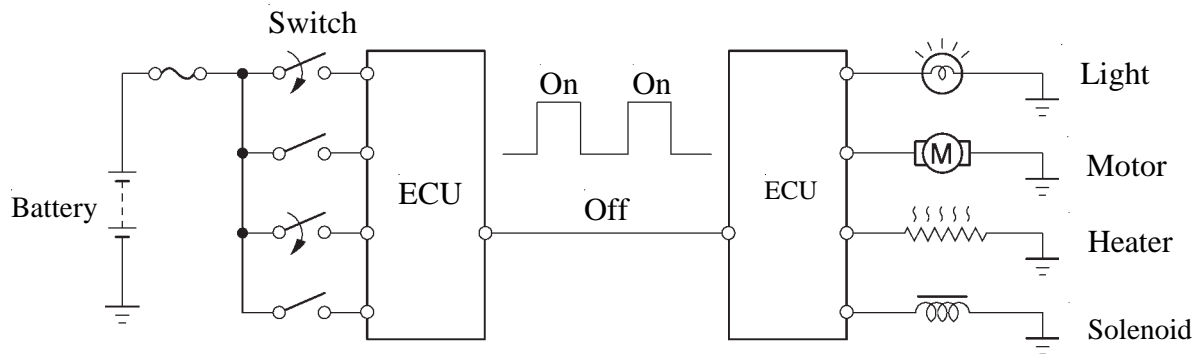 Switch
On On
Light
M
Motor
ECU
ECU
Battery
Off
Heater
Solenoid